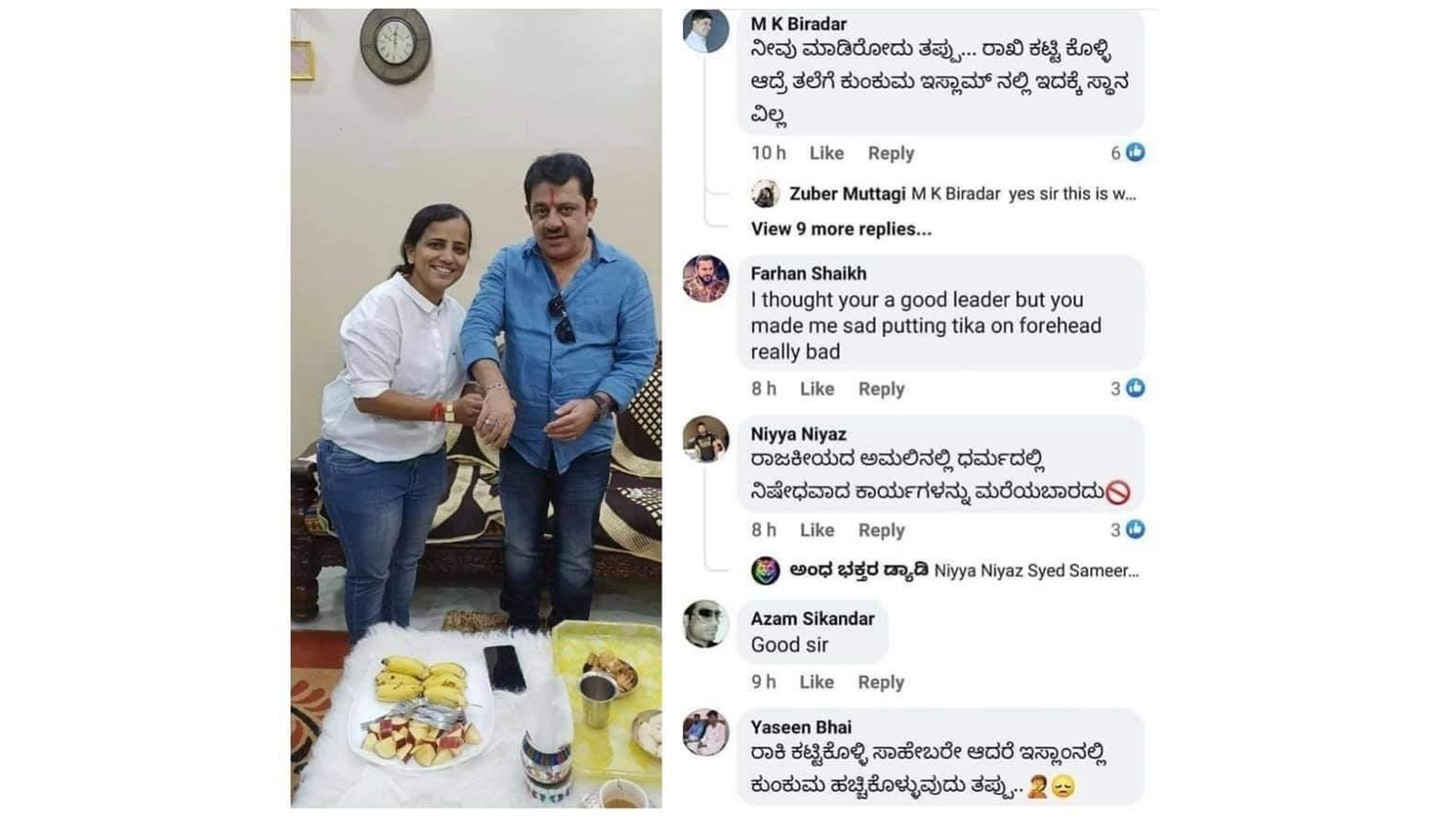 M K Biradar
ನೀವು ಮಾಡಿರೋದು ತಪ್ಪು... ರಾಖಿ ಕಟ್ಟಿ ಕೊಳ್ಳಿ
ಆದ್ರೆ ತಲೆಗೆ ಕುಂಕುಮ ಇಸ್ಲಾಮ್ ನಲ್ಲಿ ಇದಕ್ಕೆ ಸ್ಥಾನ
ವಿಲ್ಲ
10 h Like Reply 6
Zuber Muttagi M K Biradar yes sir this is w...
View 9 more replies...
Farhan Shaikh
I thought your a good leader but you
made me sad putting tika on forehead
really bad
8 h Like Reply 3
Niyya Niyaz
ರಾಜಕೀಯದ ಅಮಲಿನಲ್ಲಿ ಧರ್ಮದಲ್ಲಿ
ನಿಷೇಧವಾದ ಕಾರ್ಯಗಳನ್ನು ಮರೆಯಬಾರದು🚫
8 h Like Reply 3
ಅಂಧ ಭಕ್ತರ ಡ್ಯಾಡಿ Niyya Niyaz Syed Sameer...
Azam Sikandar
Good sir
9 h Like Reply
Yaseen Bhai
ರಾಕಿ ಕಟ್ಟಿಕೊಳ್ಳಿ ಸಾಹೇಬರೇ ಆದರೆ ಇಸ್ಲಾಂನಲ್ಲಿ
ಕುಂಕುಮ ಹಚ್ಚಿಕೊಳ್ಳುವುದು ತಪ್ಪು..🤦😞